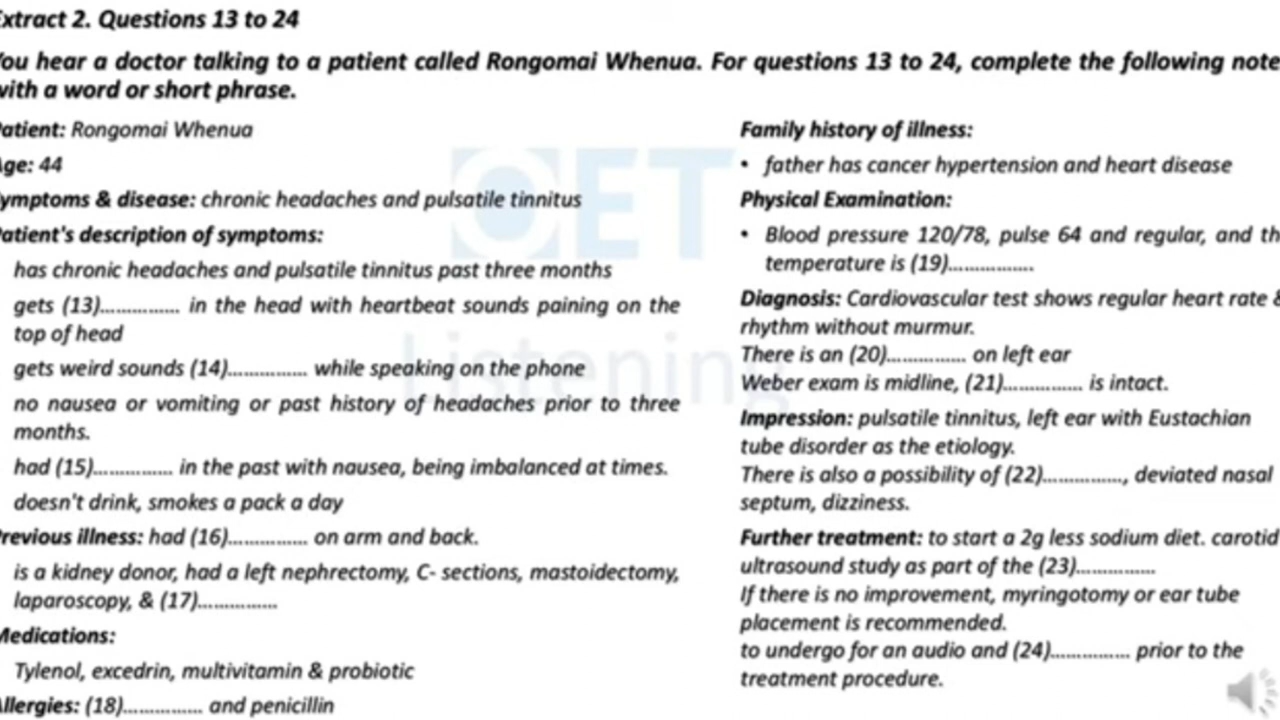 Extract 2. Questions 13 to 24
You hear a doctor talking to a patient called Rongomai Whenua. For questions 13 to 24, complete the following note
with a word or short phrase.
Patient: Rongomai Whenua
Age: 44
Symptoms & disease: chronic headaches and pulsatile tinnitus
Patient's description of symptoms:
has chronic headaches and pulsatile tinnitus past three months
gets (13)............... in the head with heartbeat sounds paining on the
top of head
gets weird sounds (14)............... while speaking on the phone
no nausea or vomiting or past history of headaches prior to three
months.
had (15)............... in the past with nausea, being imbalanced at times.
doesn't drink, smokes a pack a day
Previous illness: had (16)............... on arm and back.
is a kidney donor, had a left nephrectomy, C- sections, mastoidectomy,
laparoscopy, & (17)...............
Medications:
Tylenol, excedrin, multivitamin & probiotic
Allergies: (18)............... and penicillin
Family history of illness:
• father has cancer hypertension and heart disease
Physical Examination:
• Blood pressure 120/78, pulse 64 and regular, and th
temperature is (19)................
Diagnosis: Cardiovascular test shows regular heart rate &
rhythm without murmur.
There is an (20)............... on left ear
Weber exam is midline, (21)............... is intact.
Impression: pulsatile tinnitus, left ear with Eustachian
tube disorder as the etiology.
There is also a possibility of (22)..............., deviated nasal
septum, dizziness.
Further treatment: to start a 2g less sodium diet. carotid
ultrasound study as part of the (23)...............
If there is no improvement, myringotomy or ear tube
placement is recommended.
to undergo for an audio and (24)............... prior to the
treatment procedure.
OET
Listening